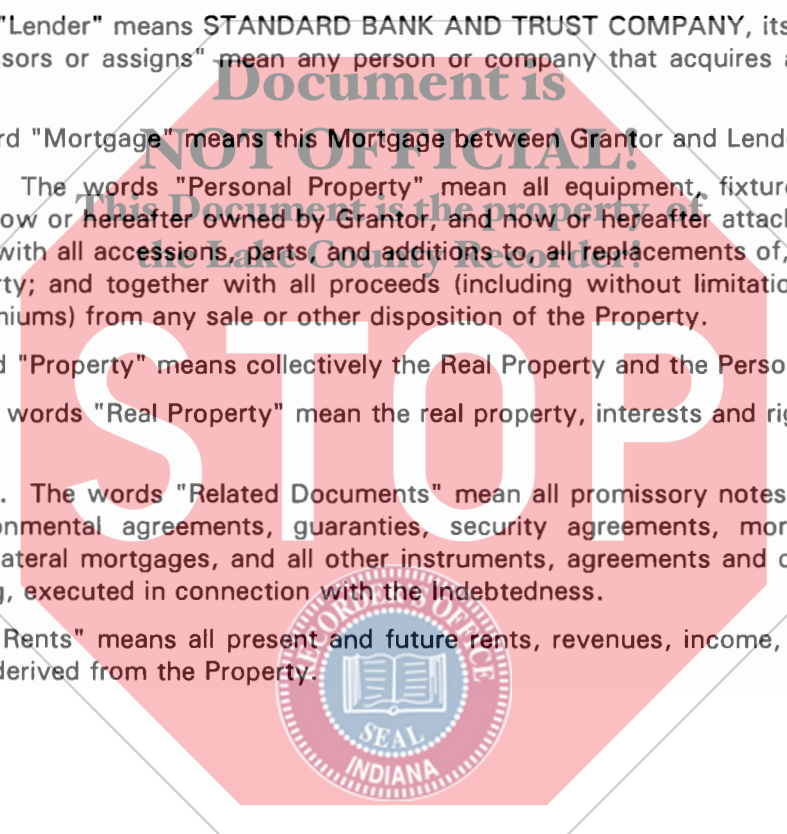 "Lender" means STANDARD BANK AND TRUST COMPANY, its
sors or assigns" mean any person or company that acquires
Document is
rd "Mortgage" means this Mortgage between Grantor and Lend
NOT OFFICIAL!
The words "Personal Property" mean all equipment, fixtur
This Document is the property of
ow or hereafter owned by Grantor, and now or hereafter attac
the Lake County Recorder!
with all accessions, parts, and additions to, all replacements of,
ty; and together with all proceeds (including without limitatio
niums) from any sale or other disposition of the Property.
STOP
d "Property" means collectively the Real Property and the Perso
words "Real Property" mean the real property, interests and rig
. The words "Related Documents" mean all promissory notes
onmental agreements, guaranties, security agreements, mor
ateral mortgages, and all other instruments, agreements and
g, executed in connection with the Indebtedness.
RECORDER'S OFFICE
Rents" means all present and future rents, revenues, income,
derived from the Property.
SEAL
INDIANA